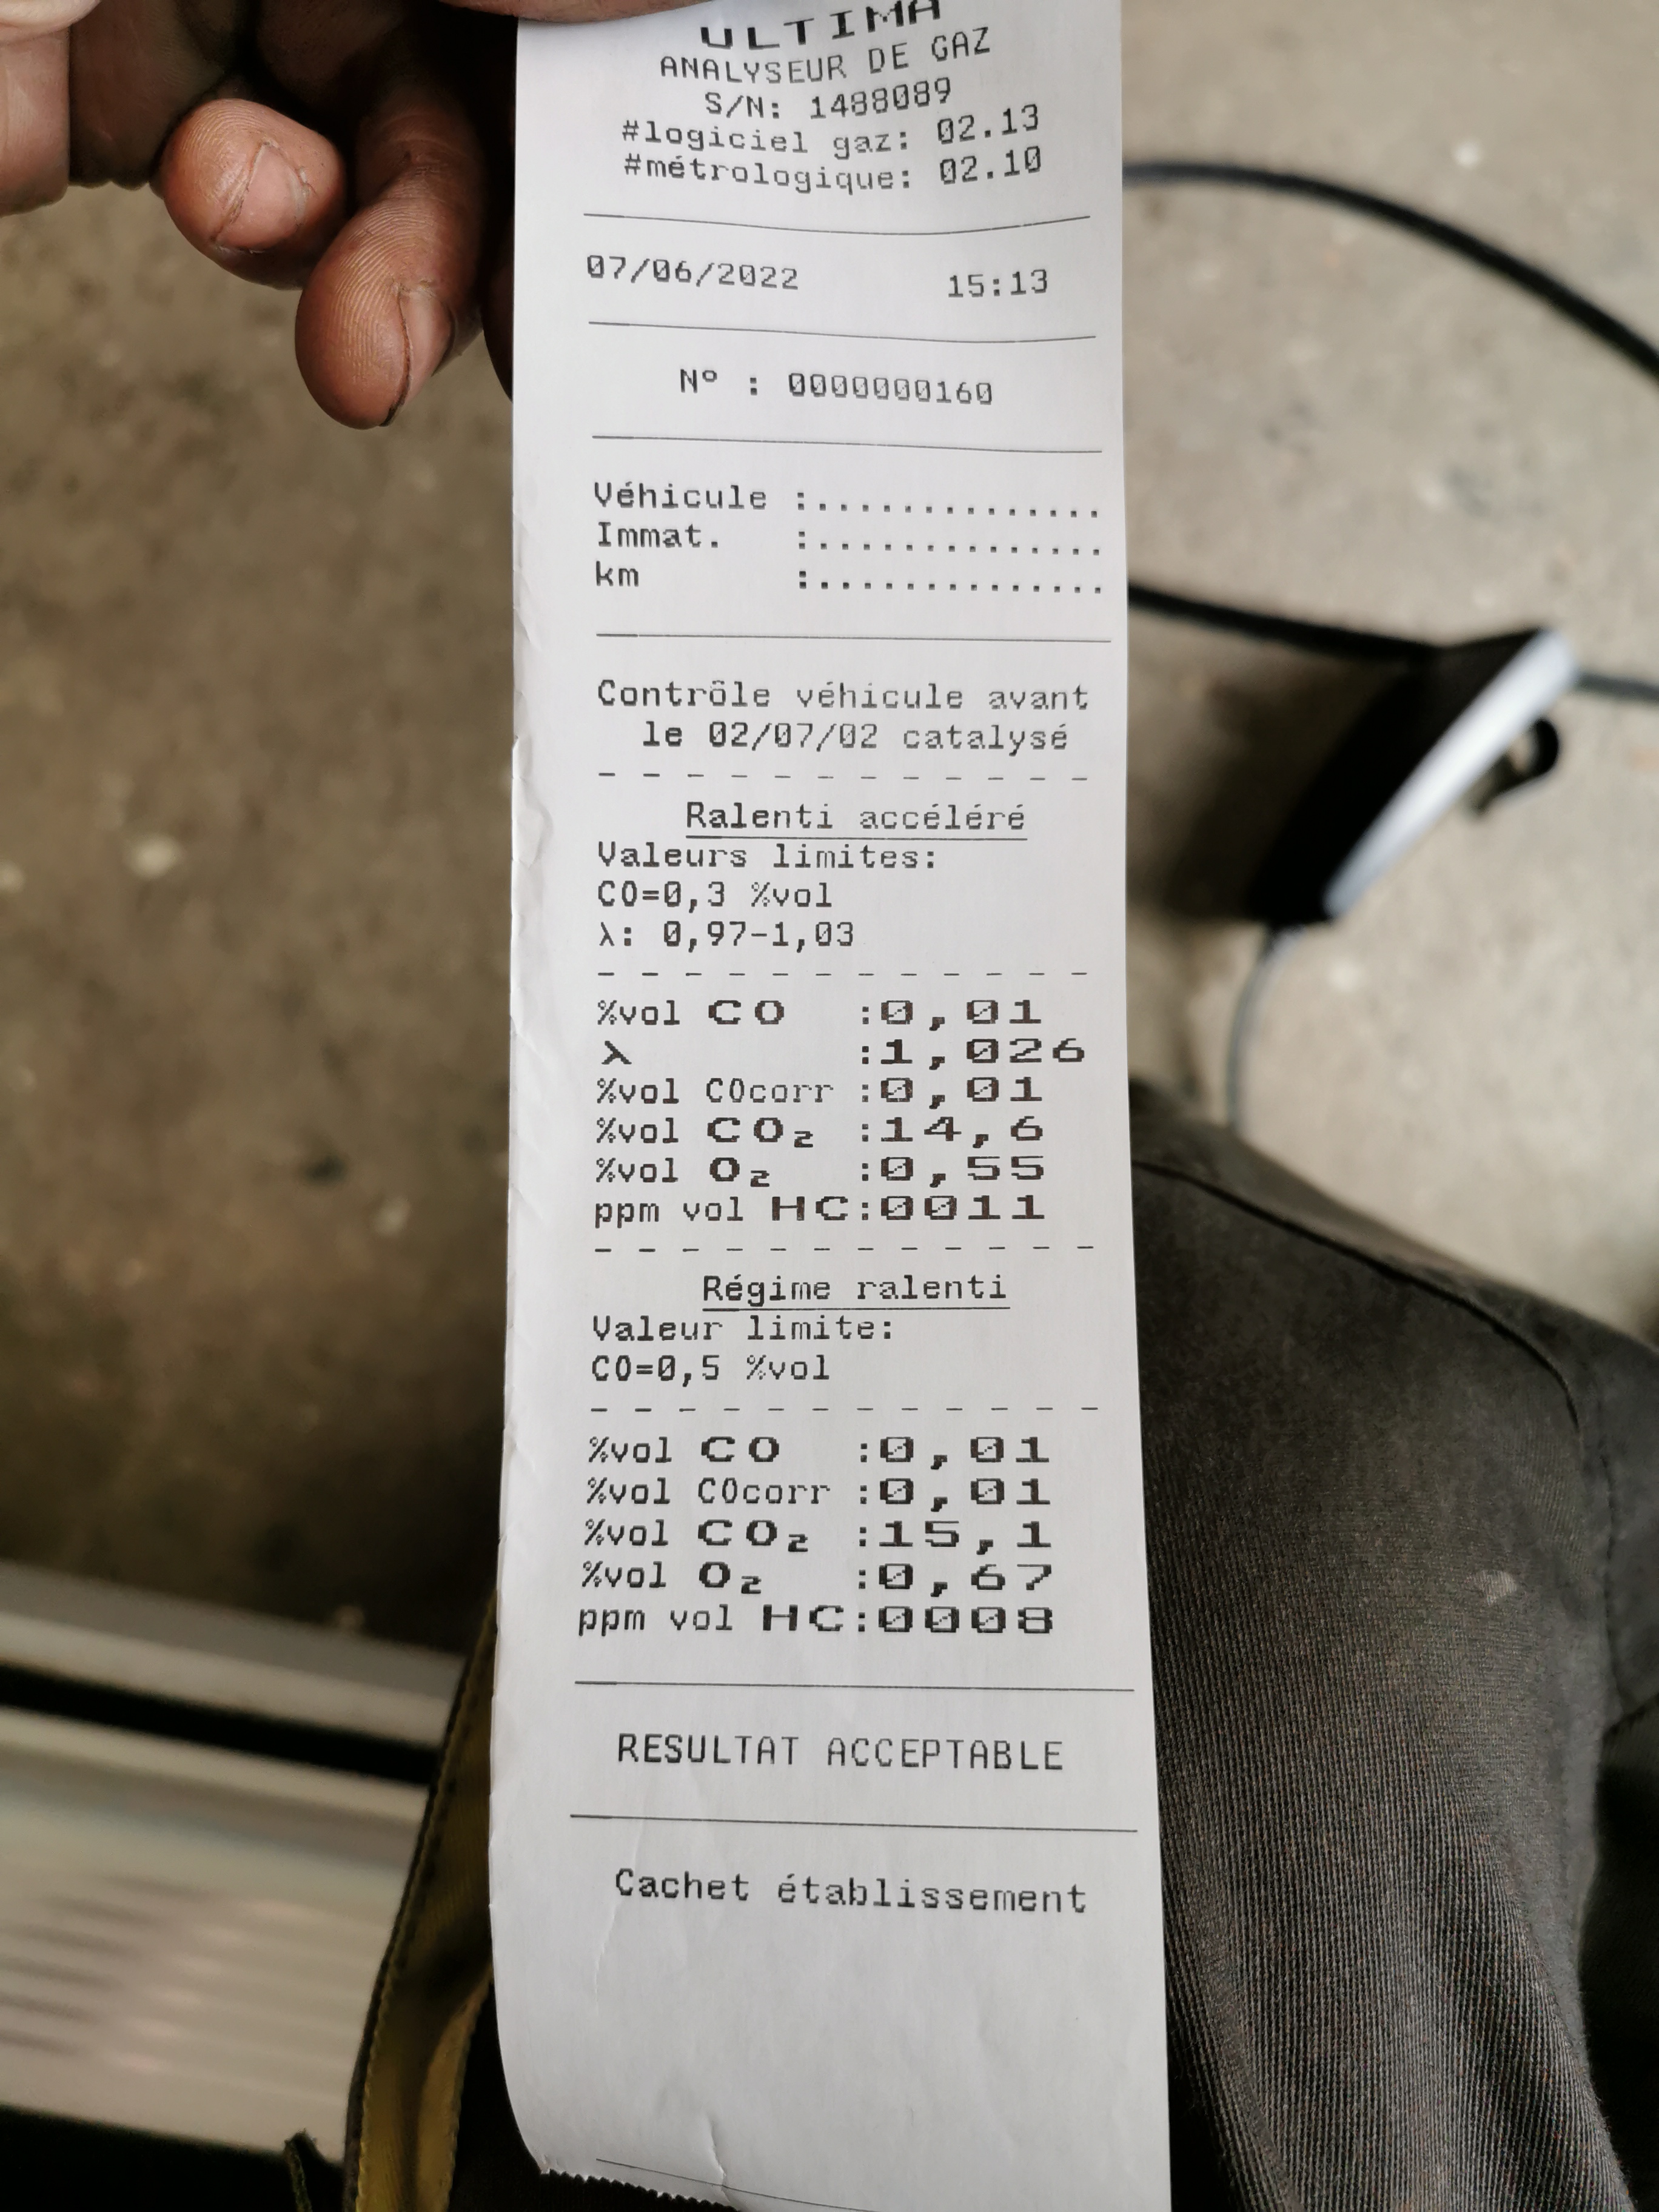 ULTIMA
ANALYSEUR DE GAZ
S/N: 1488089
#logiciel gaz: 02.13
#métrologique: 02.10
07/06/2022 15:13
Nº : 0000000160
Véhicule :..............
Immat. :..............
km :..............
Contrôle véhicule avant
le 02/07/02 catalysé
- - - - - - - - - - - -
Ralenti accéléré
Valeurs limites:
CO=0,3 %vol
λ: 0,97-1,03
- - - - - - - - - - - -
%vol CO :0,01
λ :1,026
%vol COcorr :0,01
%vol CO₂ :14,6
%vol O₂ :0,55
ppm vol HC:0011
- - - - - - - - - - - -
Régime ralenti
Valeur limite:
CO=0,5 %vol
- - - - - - - - - - - -
%vol CO :0,01
%vol COcorr :0,01
%vol CO₂ :15,1
%vol O₂ :0,67
ppm vol HC:0008
RESULTAT ACCEPTABLE
Cachet établissement